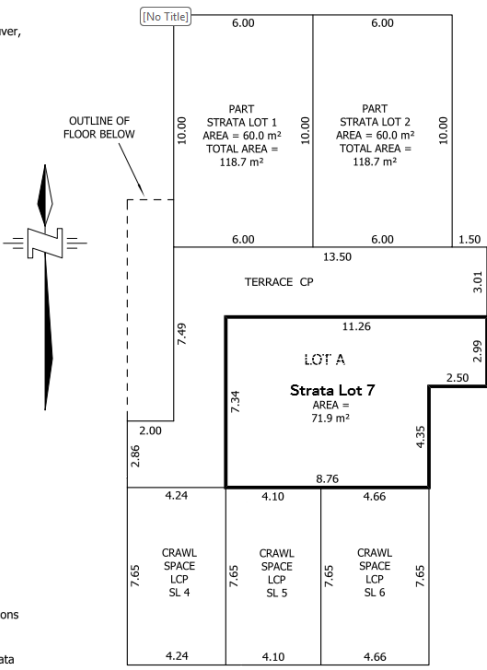 [No Title]
ver,
6.00
6.00
OUTLINE OF
FLOOR BELOW
10.00
PART
STRATA LOT 1
AREA = 60.0 m²
TOTAL AREA =
118.7 m²
10.00
PART
STRATA LOT 2
AREA = 60.0 m²
TOTAL AREA =
118.7 m²
10.00
N
6.00
6.00
1.50
13.50
TERRACE CP
3.01
7.49
11.26
LOT A
2.99
Strata Lot 7
AREA =
71.9 m²
2.50
7.34
4.35
2.00
2.86
8.76
4.24
4.10
4.66
7.65
CRAWL
SPACE
LCP
SL 4
7.65
CRAWL
SPACE
LCP
SL 5
7.65
CRAWL
SPACE
LCP
SL 6
7.65
ons
4.24
4.10
4.66
ata